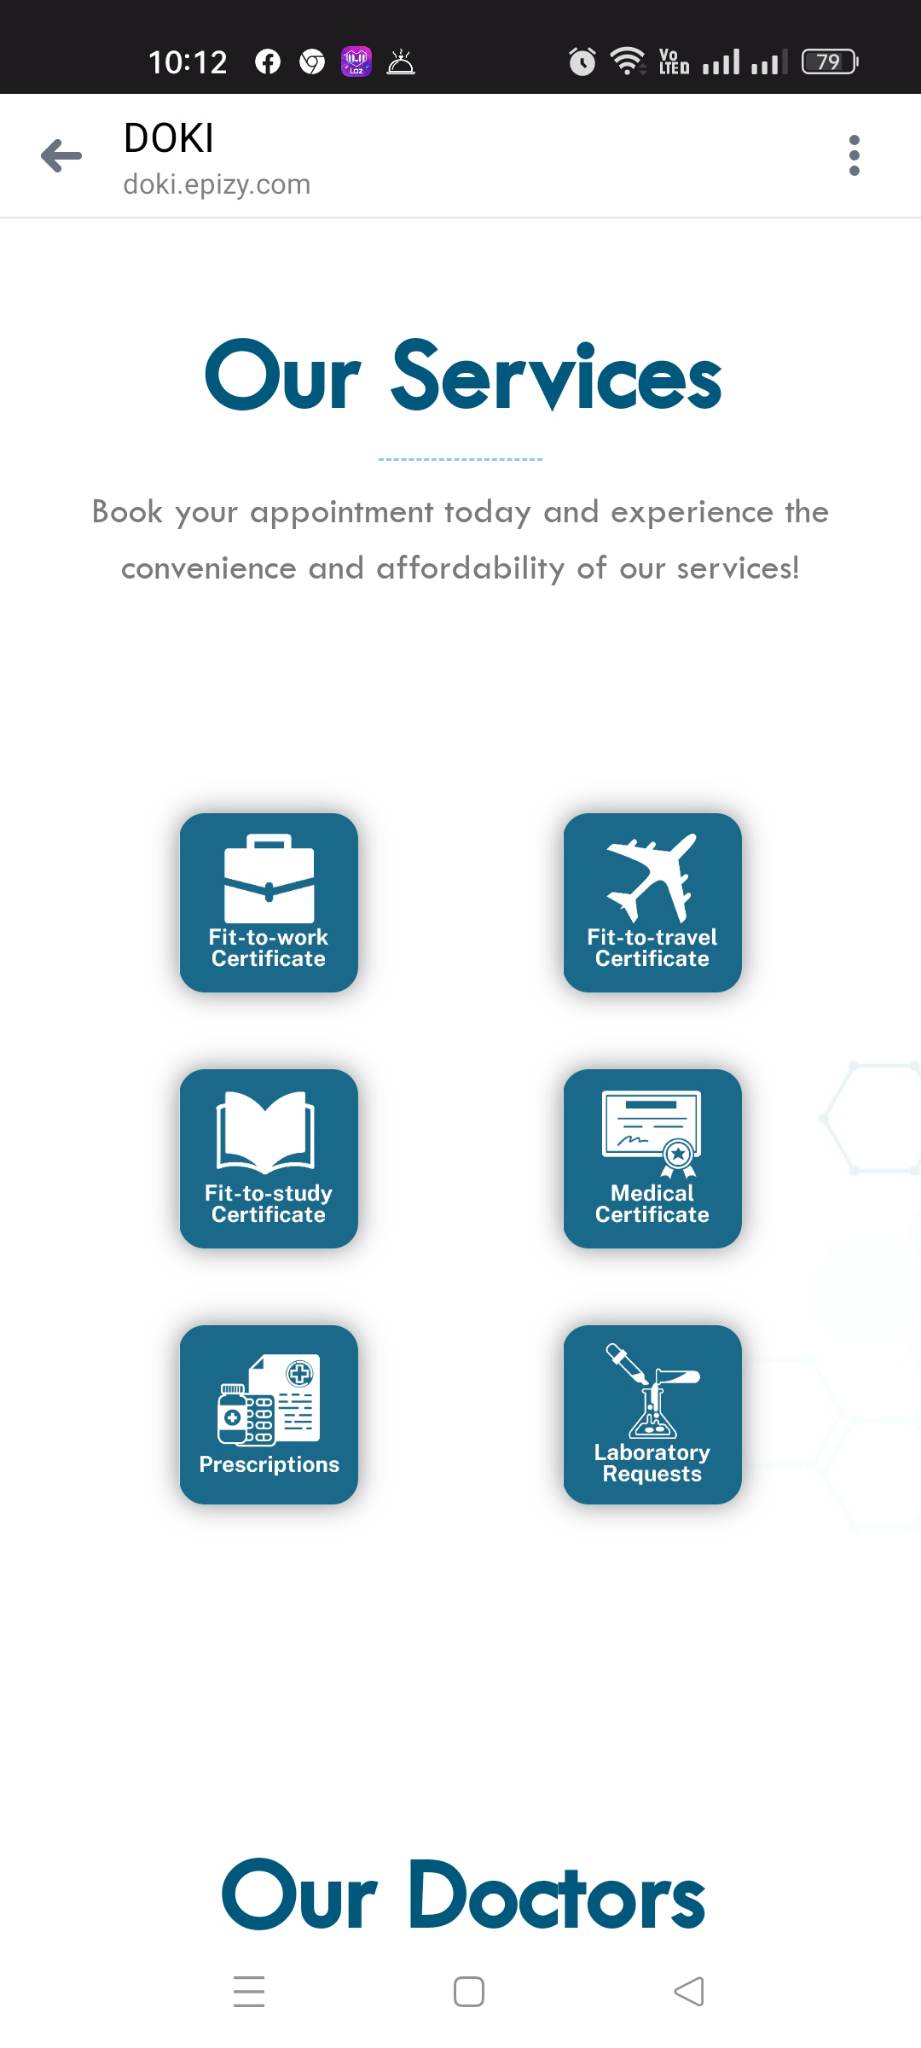 10:12
LO2
Vo
LTED
79
DOKI
doki.epizy.com
Our Services
Book your appointment today and experience the
convenience and affordability of our services!
Fit-to-work
Certificate
Fit-to-travel
Certificate
Fit-to-study
Certificate
Medical
Certificate
Prescriptions
Laboratory
Requests
Our Doctors